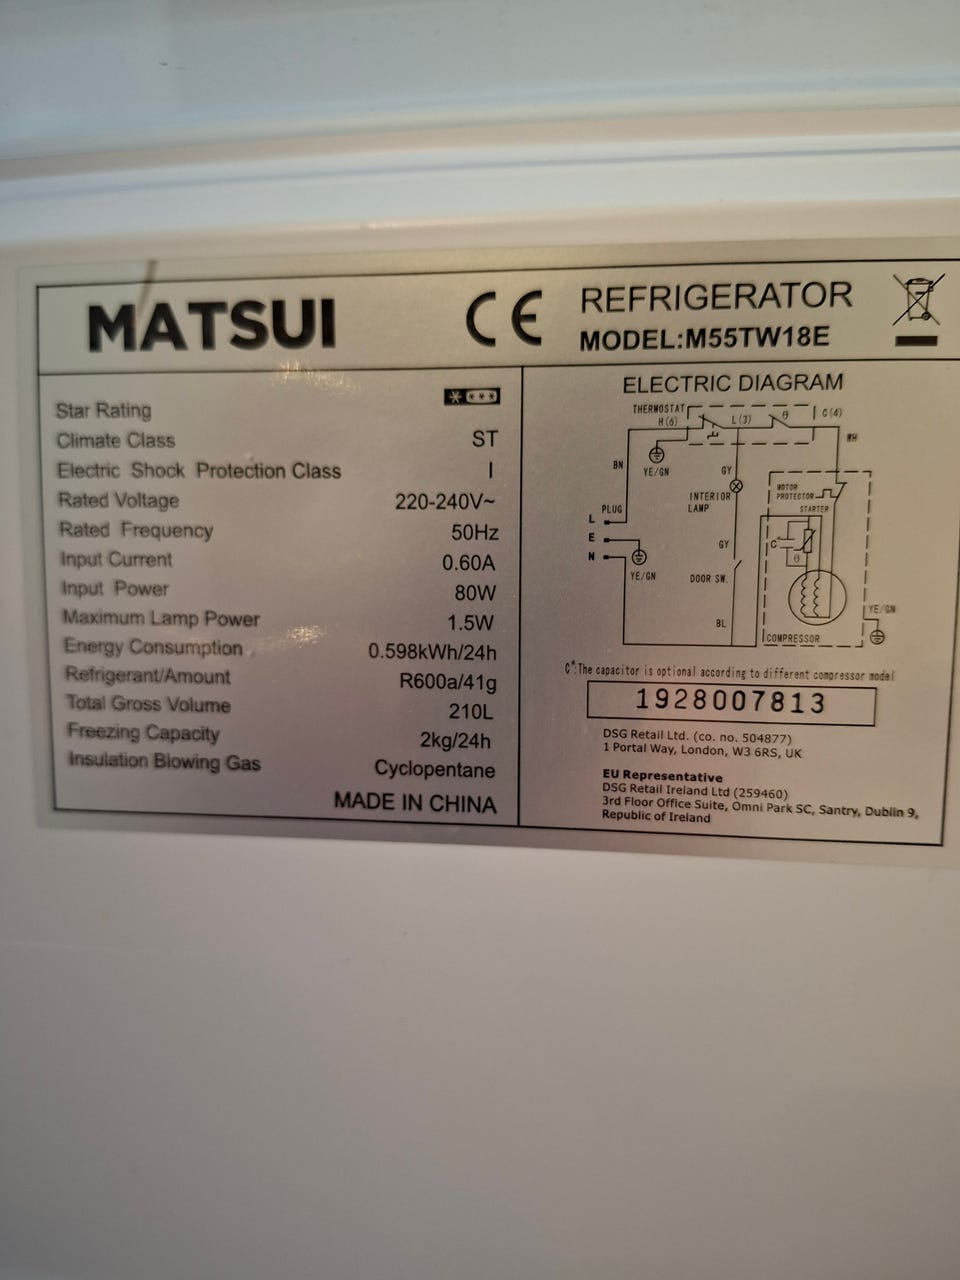 MATSUI
CE
REFRIGERATOR
MODEL:M55TW18E
Star Rating
Climate Class ST
Electric Shock Protection Class I
Rated Voltage 220-240V~
Rated Frequency 50Hz
Input Current 0.60A
Input Power 80W
Maximum Lamp Power 1.5W
Energy Consumption 0.598kWh/24h
Refrigerant/Amount R600a/41g
Total Gross Volume 210L
Freezing Capacity 2kg/24h
Insulation Blowing Gas Cyclopentane
MADE IN CHINA
ELECTRIC DIAGRAM
THERMOSTAT
H(6) L(3) θ C(4)
WH
BN
YE/GN
GY
INTERIOR
LAMP
MOTOR
PROTECTOR
STARTER
PLUG
L
E
N
YE/GN
GY
DOOR SW.
BL
C*
θ
COMPRESSOR
YE/GN
C*:The capacitor is optional according to different compressor model
1928007813
DSG Retail Ltd. (co. no. 504877)
1 Portal Way, London, W3 6RS, UK
EU Representative
DSG Retail Ireland Ltd (259460)
3rd Floor Office Suite, Omni Park SC, Santry, Dublin 9,
Republic of Ireland